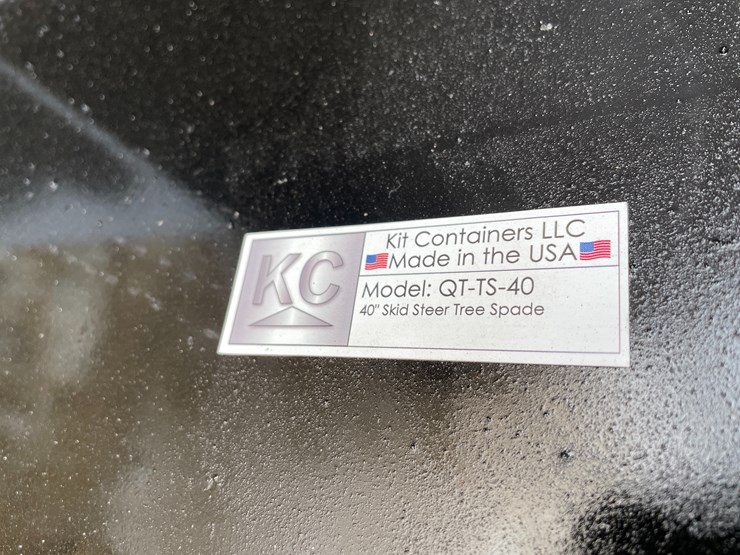 KC
Kit Containers LLC
Made in the USA
Model: QT-TS-40
40" Skid Steer Tree Spade